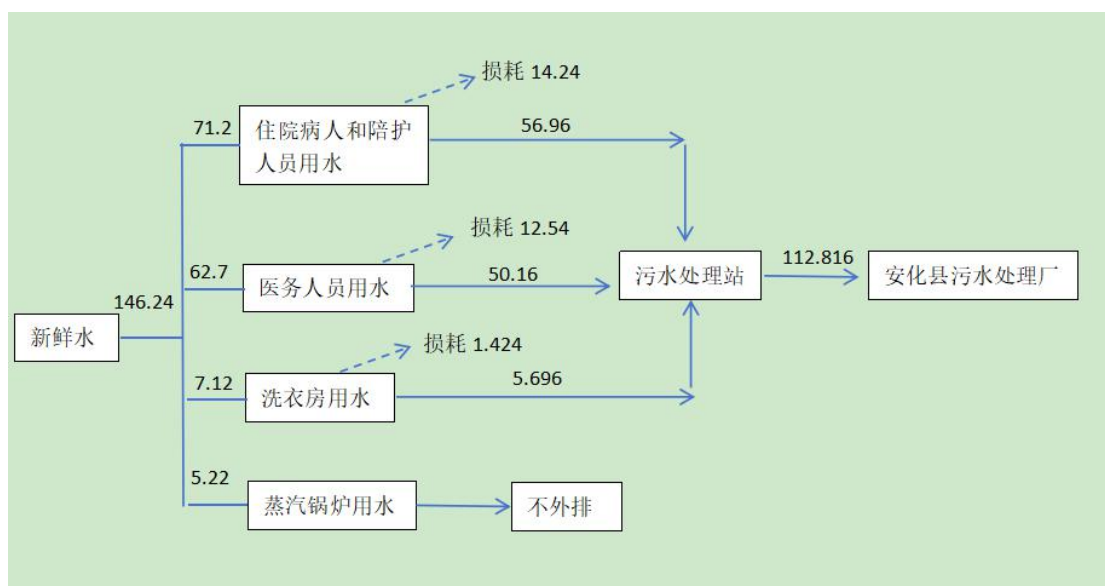 损耗 14.24
71.2
住院病人和陪护
人员用水
56.96
损耗 12.54
62.7
医务人员用水
50.16
污水处理站
112.816
安化县污水处理厂
146.24
新鲜水
损耗 1.424
7.12
洗衣房用水
5.696
5.22
蒸汽锅炉用水
不外排